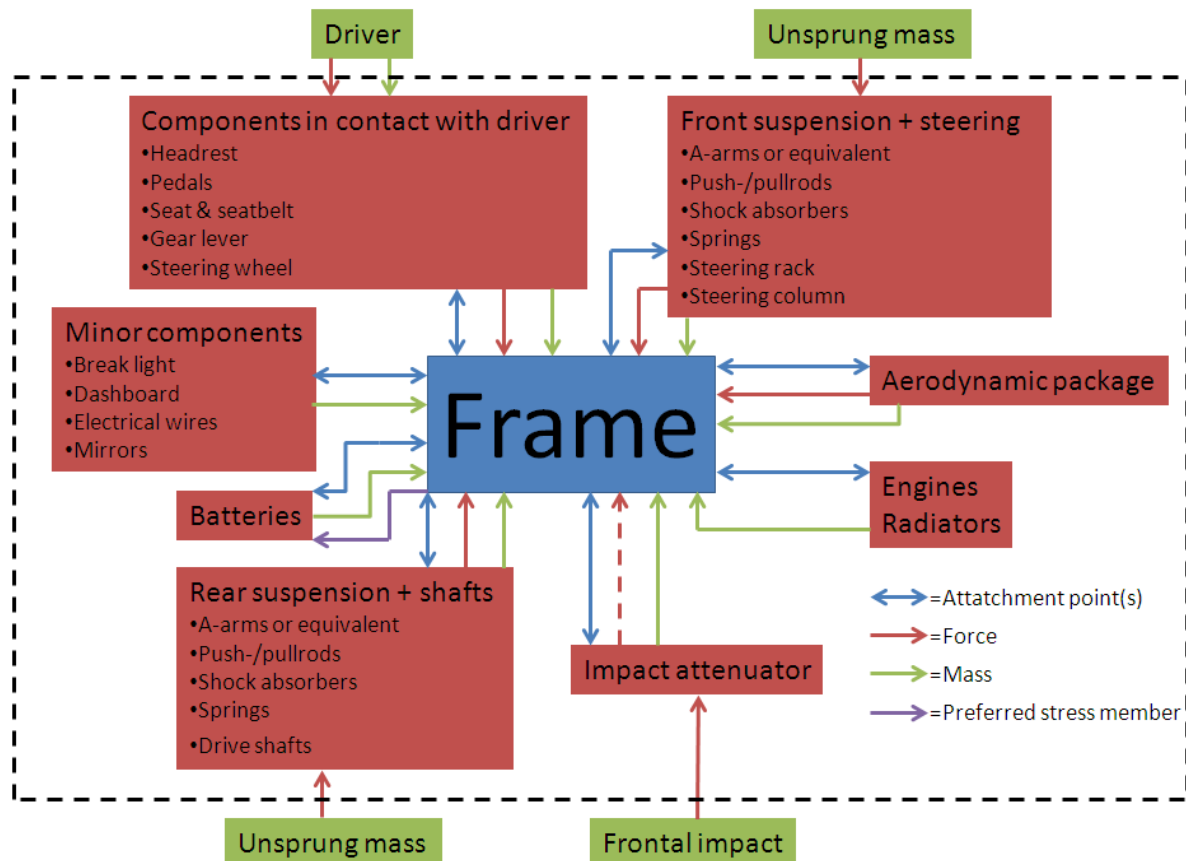 Driver
Unsprung mass
Components in contact with driver
•Headrest
•Pedals
•Seat & seatbelt
•Gear lever
•Steering wheel
Front suspension + steering
•A-arms or equivalent
•Push-/pullrods
•Shock absorbers
•Springs
•Steering rack
•Steering column
Minor components
•Break light
•Dashboard
•Electrical wires
•Mirrors
Frame
Aerodynamic package
Batteries
Engines
Radiators
Rear suspension + shafts
•A-arms or equivalent
•Push-/pullrods
•Shock absorbers
•Springs
•Drive shafts
Impact attenuator
=Attatchment point(s)
=Force
=Mass
=Preferred stress member
Unsprung mass
Frontal impact